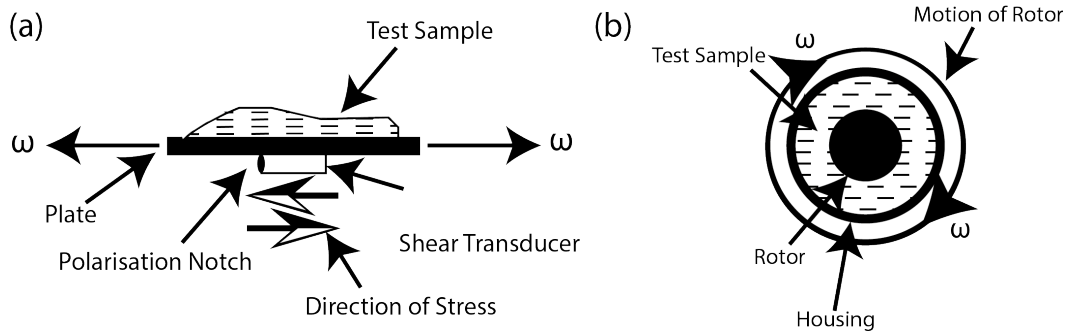 (a)
Test Sample
ω
ω
Plate
Polarisation Notch
Shear Transducer
Direction of Stress
(b)
Motion of Rotor
ω
Test Sample
ω
Rotor
Housing